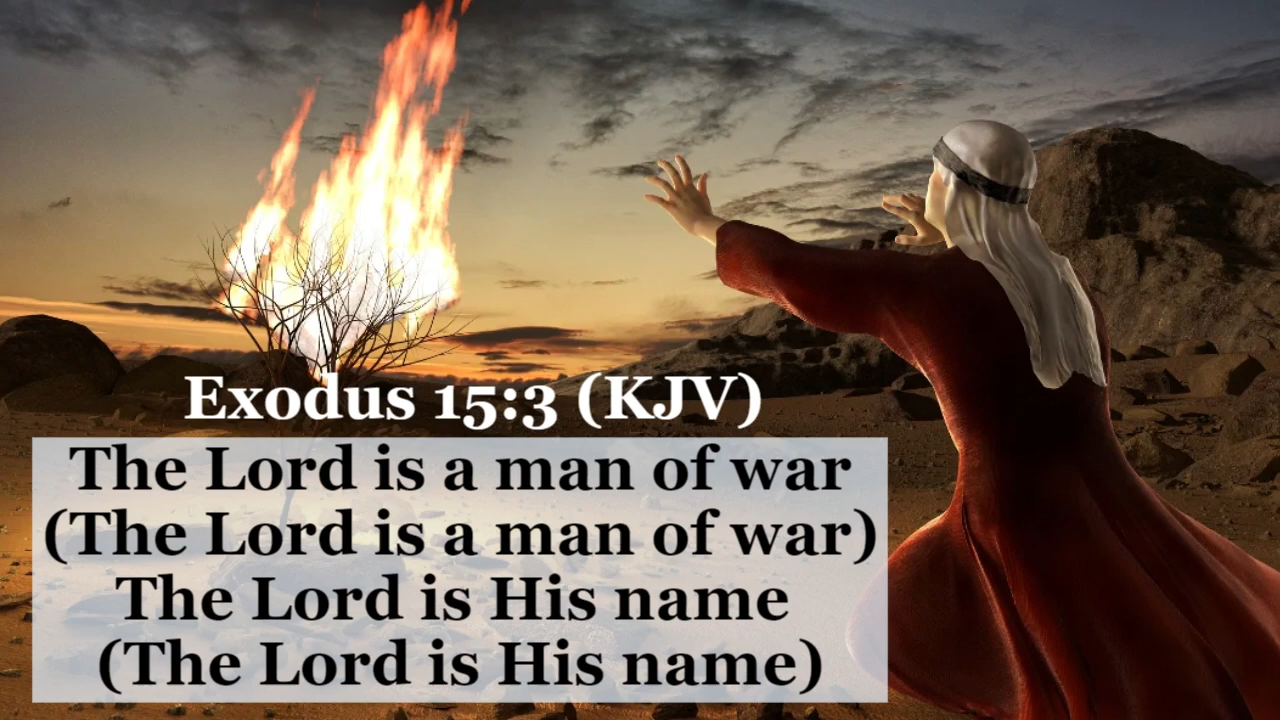 Exodus 15:3 (KJV)
The Lord is a man of war
(The Lord is a man of war)
The Lord is His name
(The Lord is His name)